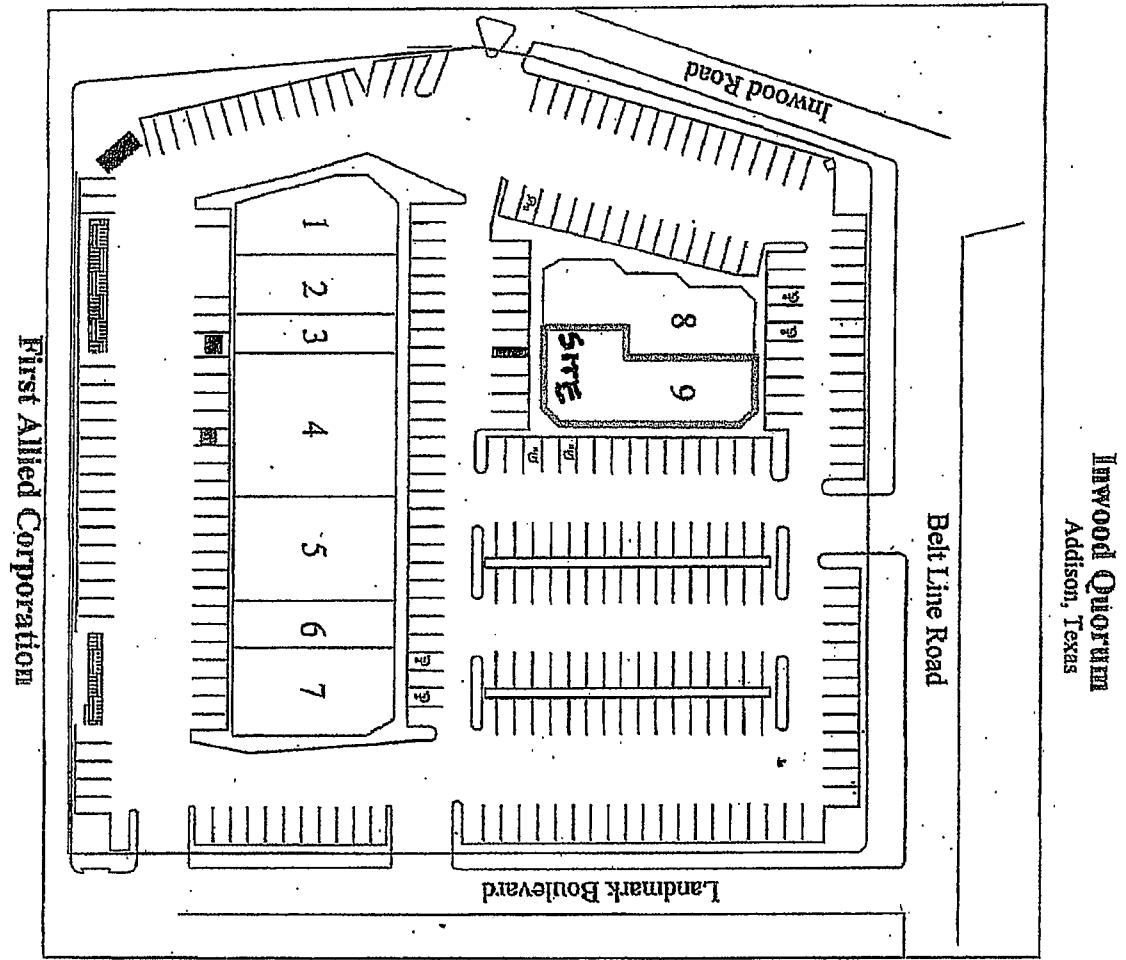 Inwood Quorum
Addison, Texas
Belt Line Road
Inwood Road
Landmark Boulevard
8
SITE
9
1
2
3
4
5
6
7
First Allied Corporation